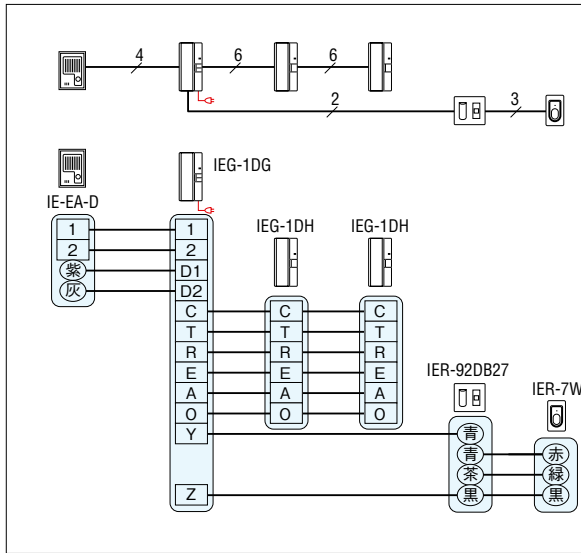 4
6
6
2
3
IEG-1DG
IE-EA-D
IEG-1DH
IEG-1DH
1
1
2
2
紫
D1
灰
D2
C
C
C
T
T
T
R
R
R
E
E
E
A
A
A
O
O
O
IER-92DB27
IER-7W
Y
青
青
赤
茶
緑
Z
黒
黒